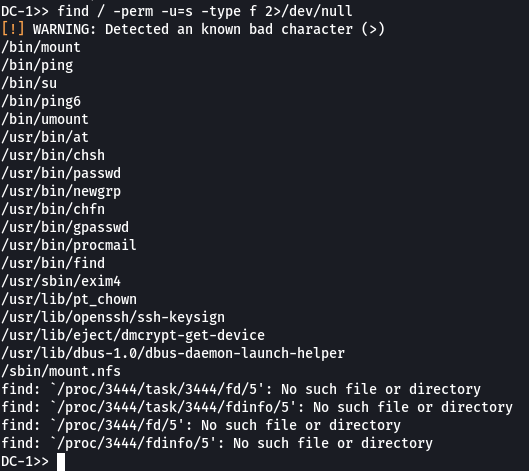 DC-1>> find / -perm -u=s -type f 2>/dev/null
[!] WARNING: Detected an known bad character (>)
/bin/mount
/bin/ping
/bin/su
/bin/ping6
/bin/umount
/usr/bin/at
/usr/bin/chsh
/usr/bin/passwd
/usr/bin/newgrp
/usr/bin/chfn
/usr/bin/gpasswd
/usr/bin/procmail
/usr/bin/find
/usr/sbin/exim4
/usr/lib/pt_chown
/usr/lib/openssh/ssh-keysign
/usr/lib/eject/dmcrypt-get-device
/usr/lib/dbus-1.0/dbus-daemon-launch-helper
/sbin/mount.nfs
find: `/proc/3444/task/3444/fd/5': No such file or directory
find: `/proc/3444/task/3444/fdinfo/5': No such file or directory
find: `/proc/3444/fd/5': No such file or directory
find: `/proc/3444/fdinfo/5': No such file or directory
DC-1>>